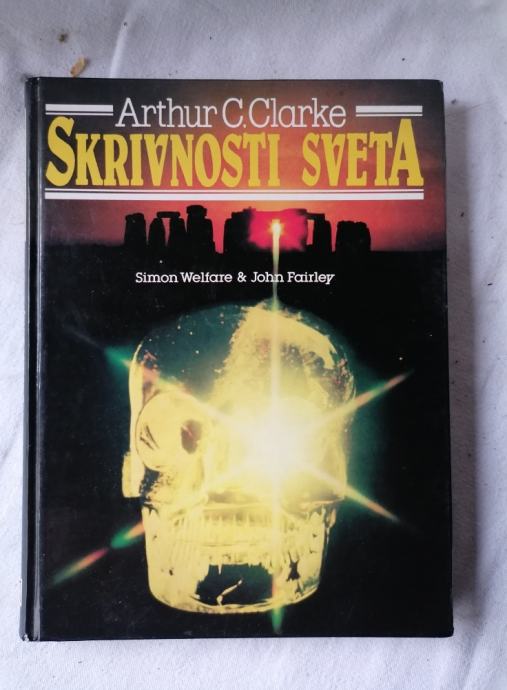 Arthur C. Clarke
SKRIVNOSTI SVETA
Simon Welfare & John Fairley